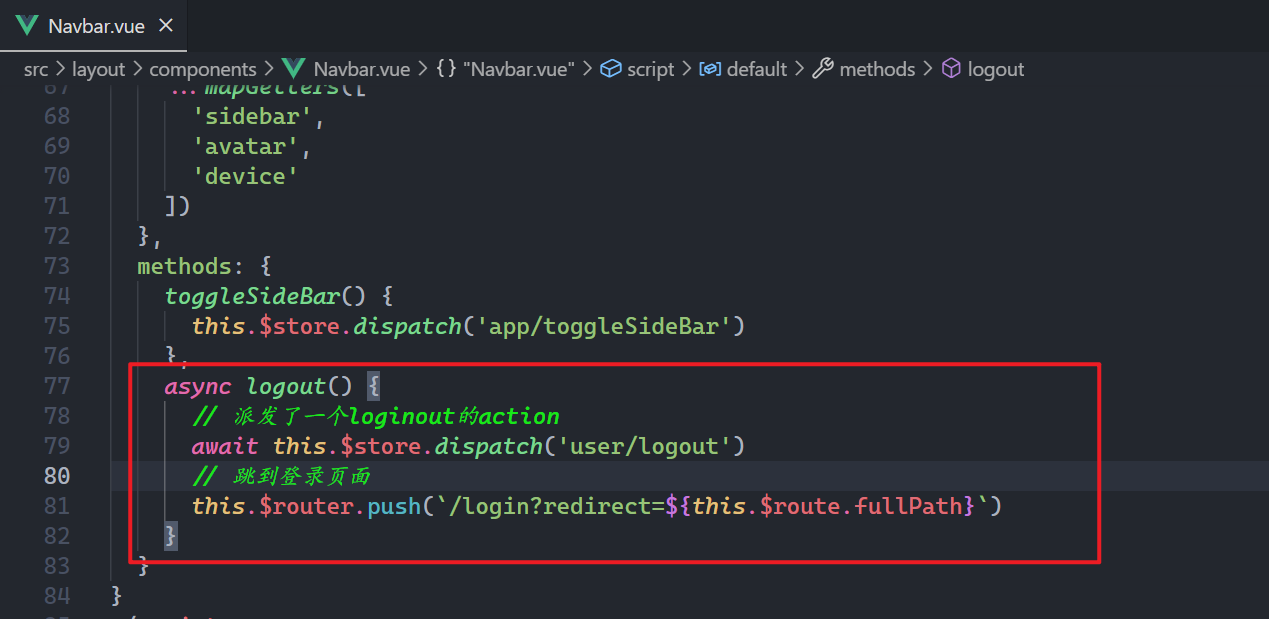 Navbar.vue
src > layout > components > Navbar.vue > {} "Navbar.vue" > script > default > methods > logout
67 ...mapGetters([
68 'sidebar',
69 'avatar',
70 'device'
71 ])
72 },
73 methods: {
74 toggleSideBar() {
75 this.$store.dispatch('app/toggleSideBar')
76 },
77 async logout() {
78 // 派发了一个loginout的action
79 await this.$store.dispatch('user/logout')
80 // 跳到登录页面
81 this.$router.push(`/login?redirect=${this.$route.fullPath}`)
82 }
83 }
84 }